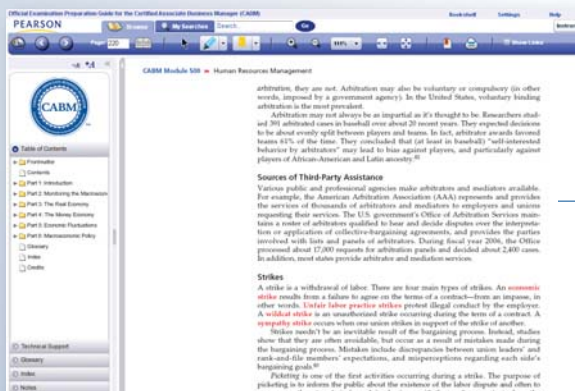 Official Examination Preparation Guide for the Certified Associate Business Manager (CABM)
PEARSON
Browse
My Searches
Search...
Go
Bookshelf
Settings
Help
Page: 220
111%
Show Links
CABM
Table of Contents
Frontmatter
Contents
Part 1: Introduction
Part 2: Monitoring the Macroecon
Part 3: The Real Economy
Part 4: The Money Economy
Part 5: Economic Fluctuations
Part 6: Macroeconomic Policy
Glossary
Index
Credits
Technical Support
Glossary
Index
Notes
CABM Module 500 Human Resources Management
arbitration, they are not. Arbitration may also be voluntary or compulsory (in other
words, imposed by a government agency). In the United States, voluntary binding
arbitration is the most prevalent.
Arbitration may not always be as impartial as it's thought to be. Researchers stud-
ied 391 arbitrated cases in baseball over about 20 recent years. They expected decisions
to be about evenly split between players and teams. In fact, arbitrator awards favored
teams 61% of the time. They concluded that (at least in baseball) "self-interested
behavior by arbitrators" may lead to bias against players, and particularly against
players of African-American and Latin ancestry.
Sources of Third-Party Assistance
Various public and professional agencies make arbitrators and mediators available.
For example, the American Arbitration Association (AAA) represents and provides
the services of thousands of arbitrators and mediators to employers and unions
requesting their services. The U.S. government's Office of Arbitration Services main-
tains a roster of arbitrators qualified to hear and decide disputes over the interpreta-
tion or application of collective-bargaining agreements, and provides the parties
involved with lists and panels of arbitrators. During fiscal year 2006, the Office
processed about 17,000 requests for arbitration panels and decided about 2,400 cases.
In addition, most states provide arbitrator and mediation services.
Strikes
A strike is a withdrawal of labor. There are four main types of strikes. An economic
strike results from a failure to agree on the terms of a contract—from an impasse, in
other words. Unfair labor practice strikes protest illegal conduct by the employer.
A wildcat strike is an unauthorized strike occurring during the term of a contract. A
sympathy strike occurs when one union strikes in support of the strike of another.
Strikes needn't be an inevitable result of the bargaining process. Instead, studies
show that they are often avoidable, but occur as a result of mistakes made during
the bargaining process. Mistakes include discrepancies between union leaders' and
rank-and-file members' expectations, and misperceptions regarding each side's
bargaining goals.
Picketing is one of the first activities occurring during a strike. The purpose of
picketing is to inform the public about the existence of the labor dispute and often to